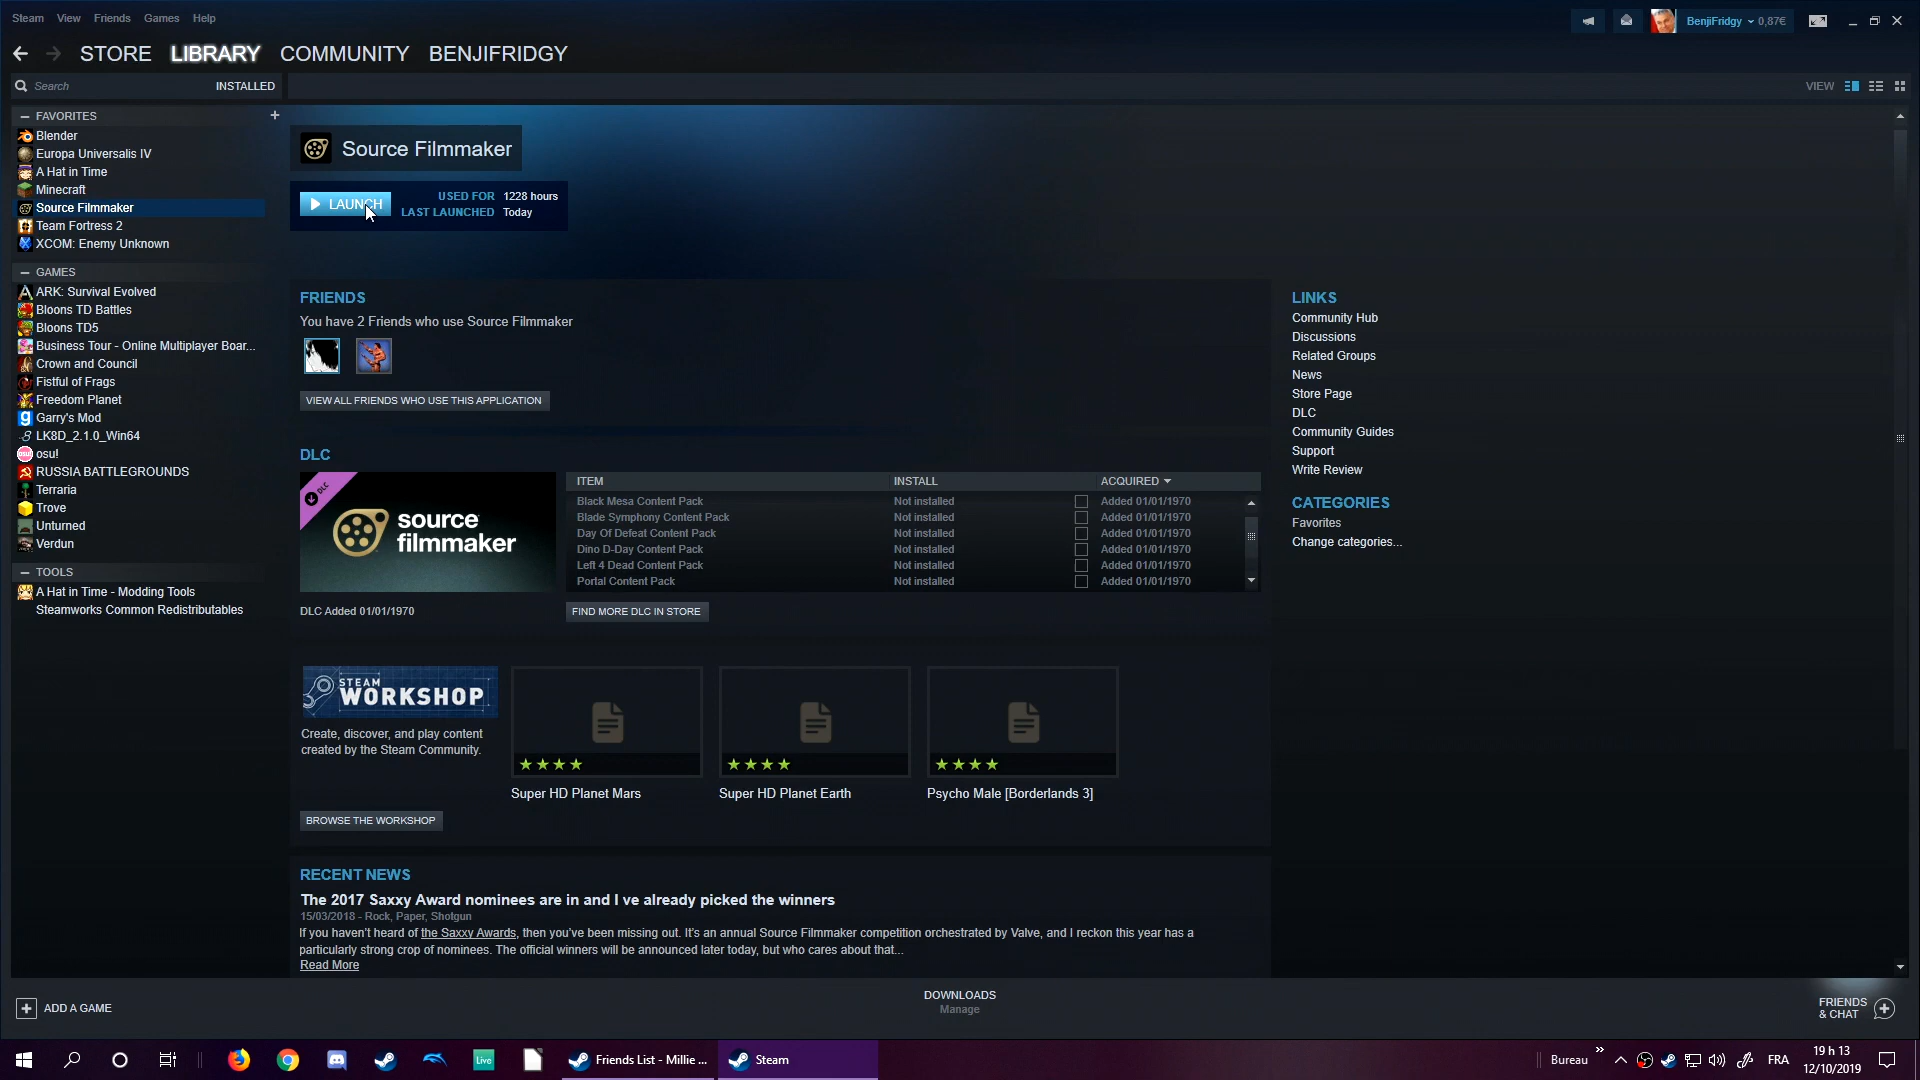 Steam View Friends Games Help
BenjiFridgy 0,87€
STORE LIBRARY COMMUNITY BENJIFRIDGY
Search INSTALLED
VIEW
FAVORITES +
Blender
Europa Universalis IV
A Hat in Time
Minecraft
Source Filmmaker
Team Fortress 2
XCOM: Enemy Unknown
GAMES
ARK: Survival Evolved
Bloons TD Battles
Bloons TD5
Business Tour - Online Multiplayer Boar...
Crown and Council
Fistful of Frags
Freedom Planet
Garry's Mod
LK8D_2.1.0_Win64
osu!
RUSSIA BATTLEGROUNDS
Terraria
Trove
Unturned
Verdun
TOOLS
A Hat in Time - Modding Tools
Steamworks Common Redistributables
Source Filmmaker
LAUNCH
USED FOR 1228 hours
LAST LAUNCHED Today
FRIENDS
You have 2 Friends who use Source Filmmaker
VIEW ALL FRIENDS WHO USE THIS APPLICATION
DLC
DLC
source
filmmaker
DLC Added 01/01/1970
ITEM INSTALL ACQUIRED
Black Mesa Content Pack Not installed Added 01/01/1970
Blade Symphony Content Pack Not installed Added 01/01/1970
Day Of Defeat Content Pack Not installed Added 01/01/1970
Dino D-Day Content Pack Not installed Added 01/01/1970
Left 4 Dead Content Pack Not installed Added 01/01/1970
Portal Content Pack Not installed Added 01/01/1970
FIND MORE DLC IN STORE
STEAM
WORKSHOP
Create, discover, and play content
created by the Steam Community.
BROWSE THE WORKSHOP
Super HD Planet Mars
Super HD Planet Earth
Psycho Male [Borderlands 3]
RECENT NEWS
The 2017 Saxxy Award nominees are in and I ve already picked the winners
15/03/2018 - Rock, Paper, Shotgun
If you haven't heard of the Saxxy Awards, then you've been missing out. It's an annual Source Filmmaker competition orchestrated by Valve, and I reckon this year has a
particularly strong crop of nominees. The official winners will be announced later today, but who cares about that...
Read More
LINKS
Community Hub
Discussions
Related Groups
News
Store Page
DLC
Community Guides
Support
Write Review
CATEGORIES
Favorites
Change categories...
ADD A GAME
DOWNLOADS
Manage
FRIENDS
& CHAT
Live
Friends List - Millie ...
Steam
Bureau
FRA
19 h 13
12/10/2019